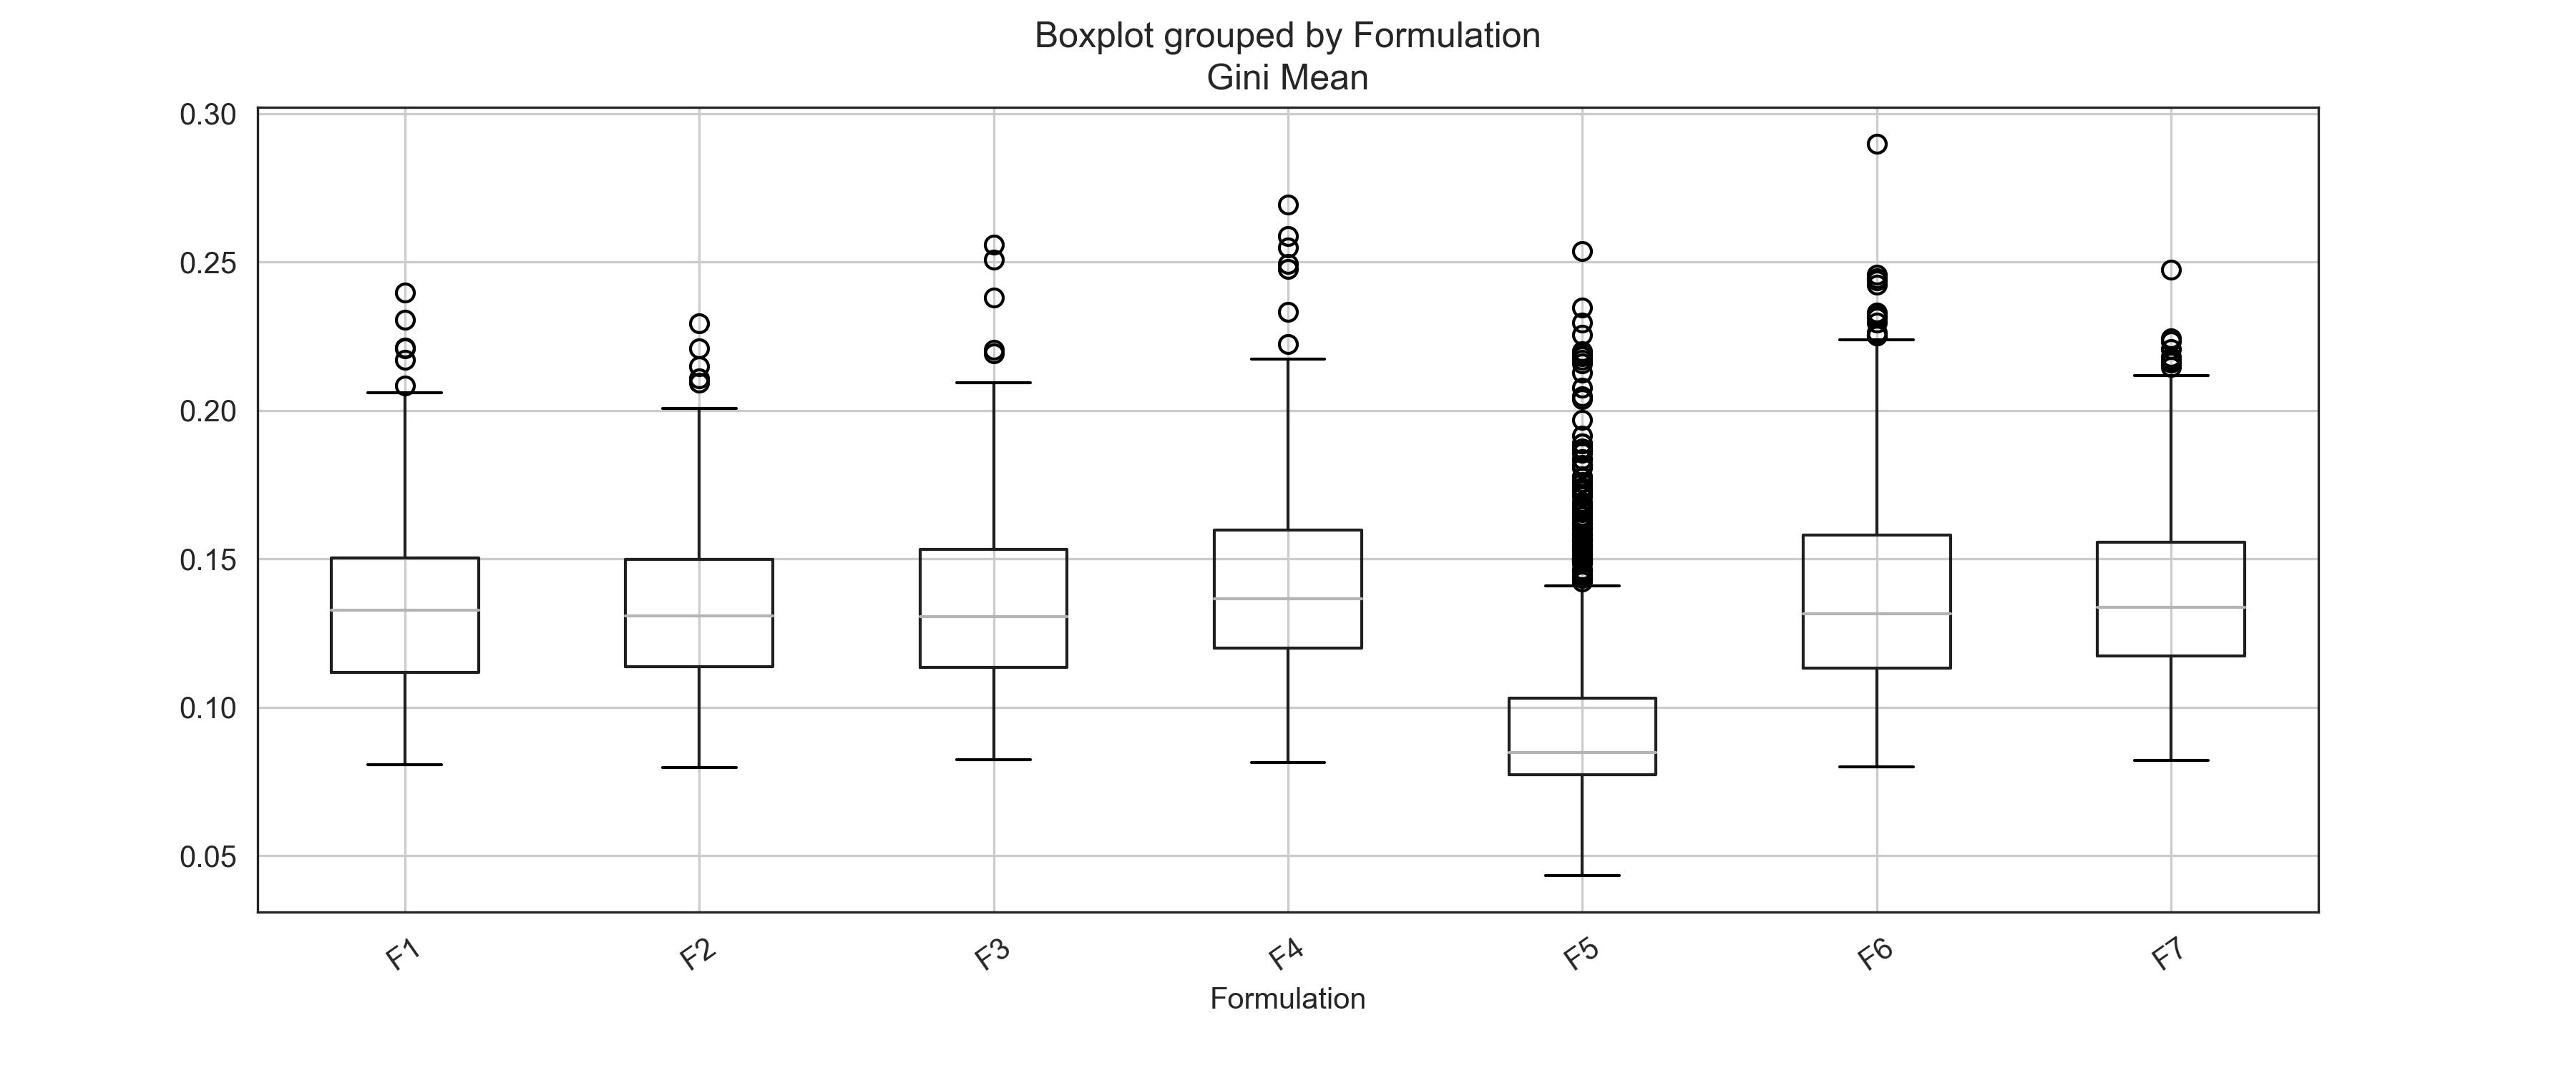 Boxplot grouped by Formulation
Gini Mean
0.30
0.25
0.20
0.15
0.10
0.05
F1
F2
F3
F4
F5
F6
F7
Formulation